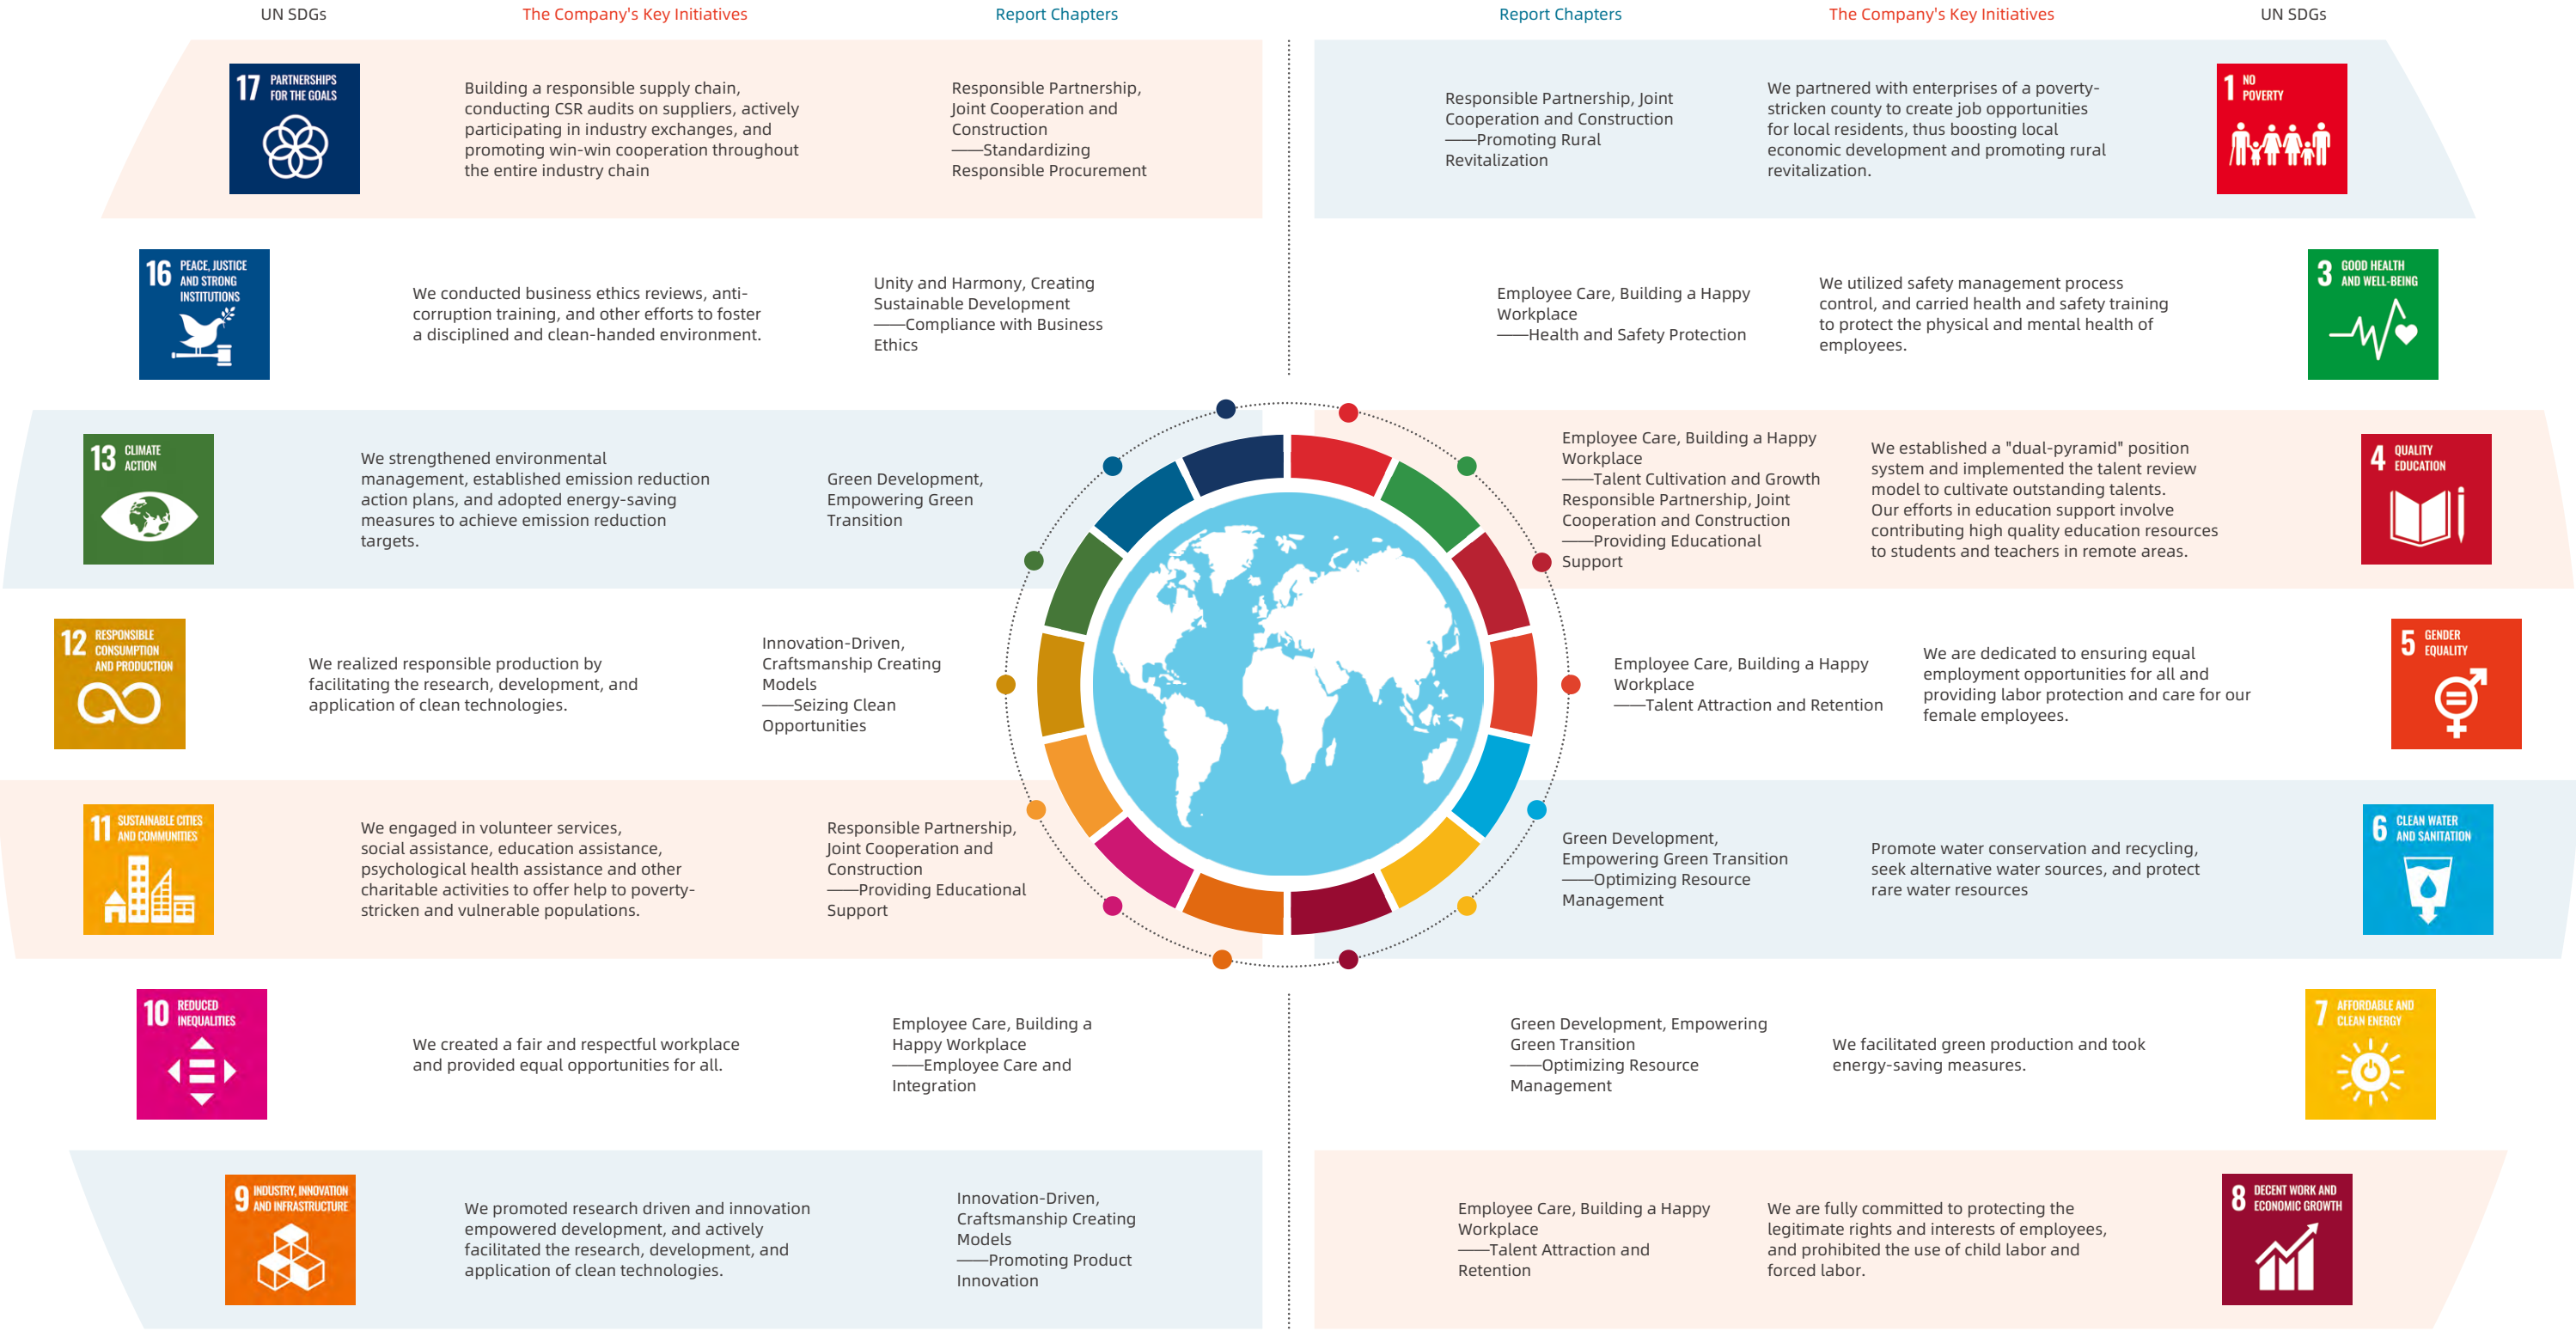 UN SDGs
The Company's Key Initiatives
Report Chapters
17 PARTNERSHIPS
FOR THE GOALS
Building a responsible supply chain,
conducting CSR audits on suppliers, actively
participating in industry exchanges, and
promoting win-win cooperation throughout
the entire industry chain
Responsible Partnership,
Joint Cooperation and
Construction
——Standardizing
Responsible Procurement
16 PEACE, JUSTICE
AND STRONG
INSTITUTIONS
We conducted business ethics reviews, anti-
corruption training, and other efforts to foster
a disciplined and clean-handed environment.
Unity and Harmony, Creating
Sustainable Development
——Compliance with Business
Ethics
13 CLIMATE
ACTION
We strengthened environmental
management, established emission reduction
action plans, and adopted energy-saving
measures to achieve emission reduction
targets.
Green Development,
Empowering Green
Transition
12 RESPONSIBLE
CONSUMPTION
AND PRODUCTION
We realized responsible production by
facilitating the research, development, and
application of clean technologies.
Innovation-Driven,
Craftsmanship Creating
Models
——Seizing Clean
Opportunities
11 SUSTAINABLE CITIES
AND COMMUNITIES
We engaged in volunteer services,
social assistance, education assistance,
psychological health assistance and other
charitable activities to offer help to poverty-
stricken and vulnerable populations.
Responsible Partnership,
Joint Cooperation and
Construction
——Providing Educational
Support
10 REDUCED
INEQUALITIES
We created a fair and respectful workplace
and provided equal opportunities for all.
Employee Care, Building a
Happy Workplace
——Employee Care and
Integration
9 INDUSTRY, INNOVATION
AND INFRASTRUCTURE
We promoted research driven and innovation
empowered development, and actively
facilitated the research, development, and
application of clean technologies.
Innovation-Driven,
Craftsmanship Creating
Models
——Promoting Product
Innovation
Report Chapters
The Company's Key Initiatives
UN SDGs
Responsible Partnership, Joint
Cooperation and Construction
——Promoting Rural
Revitalization
We partnered with enterprises of a poverty-
stricken county to create job opportunities
for local residents, thus boosting local
economic development and promoting rural
revitalization.
1 NO
POVERTY
Employee Care, Building a Happy
Workplace
——Health and Safety Protection
We utilized safety management process
control, and carried health and safety training
to protect the physical and mental health of
employees.
3 GOOD HEALTH
AND WELL-BEING
Employee Care, Building a Happy
Workplace
——Talent Cultivation and Growth
Responsible Partnership, Joint
Cooperation and Construction
——Providing Educational
Support
We established a "dual-pyramid" position
system and implemented the talent review
model to cultivate outstanding talents.
Our efforts in education support involve
contributing high quality education resources
to students and teachers in remote areas.
4 QUALITY
EDUCATION
Employee Care, Building a Happy
Workplace
——Talent Attraction and Retention
We are dedicated to ensuring equal
employment opportunities for all and
providing labor protection and care for our
female employees.
5 GENDER
EQUALITY
Green Development,
Empowering Green Transition
——Optimizing Resource
Management
Promote water conservation and recycling,
seek alternative water sources, and protect
rare water resources
6 CLEAN WATER
AND SANITATION
Green Development, Empowering
Green Transition
——Optimizing Resource
Management
We facilitated green production and took
energy-saving measures.
7 AFFORDABLE AND
CLEAN ENERGY
Employee Care, Building a Happy
Workplace
——Talent Attraction and
Retention
We are fully committed to protecting the
legitimate rights and interests of employees,
and prohibited the use of child labor and
forced labor.
8 DECENT WORK AND
ECONOMIC GROWTH